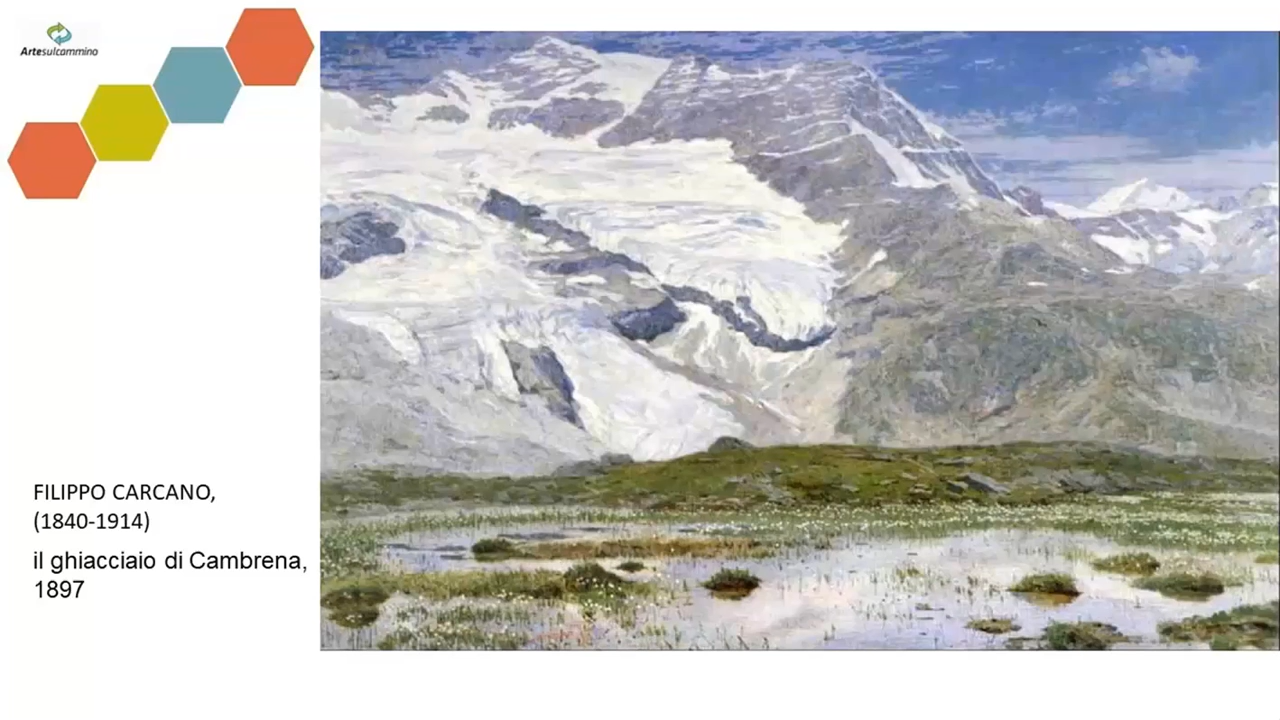 Artesulcammino
FILIPPO CARCANO,
(1840-1914)
il ghiacciaio di Cambrena,
1897